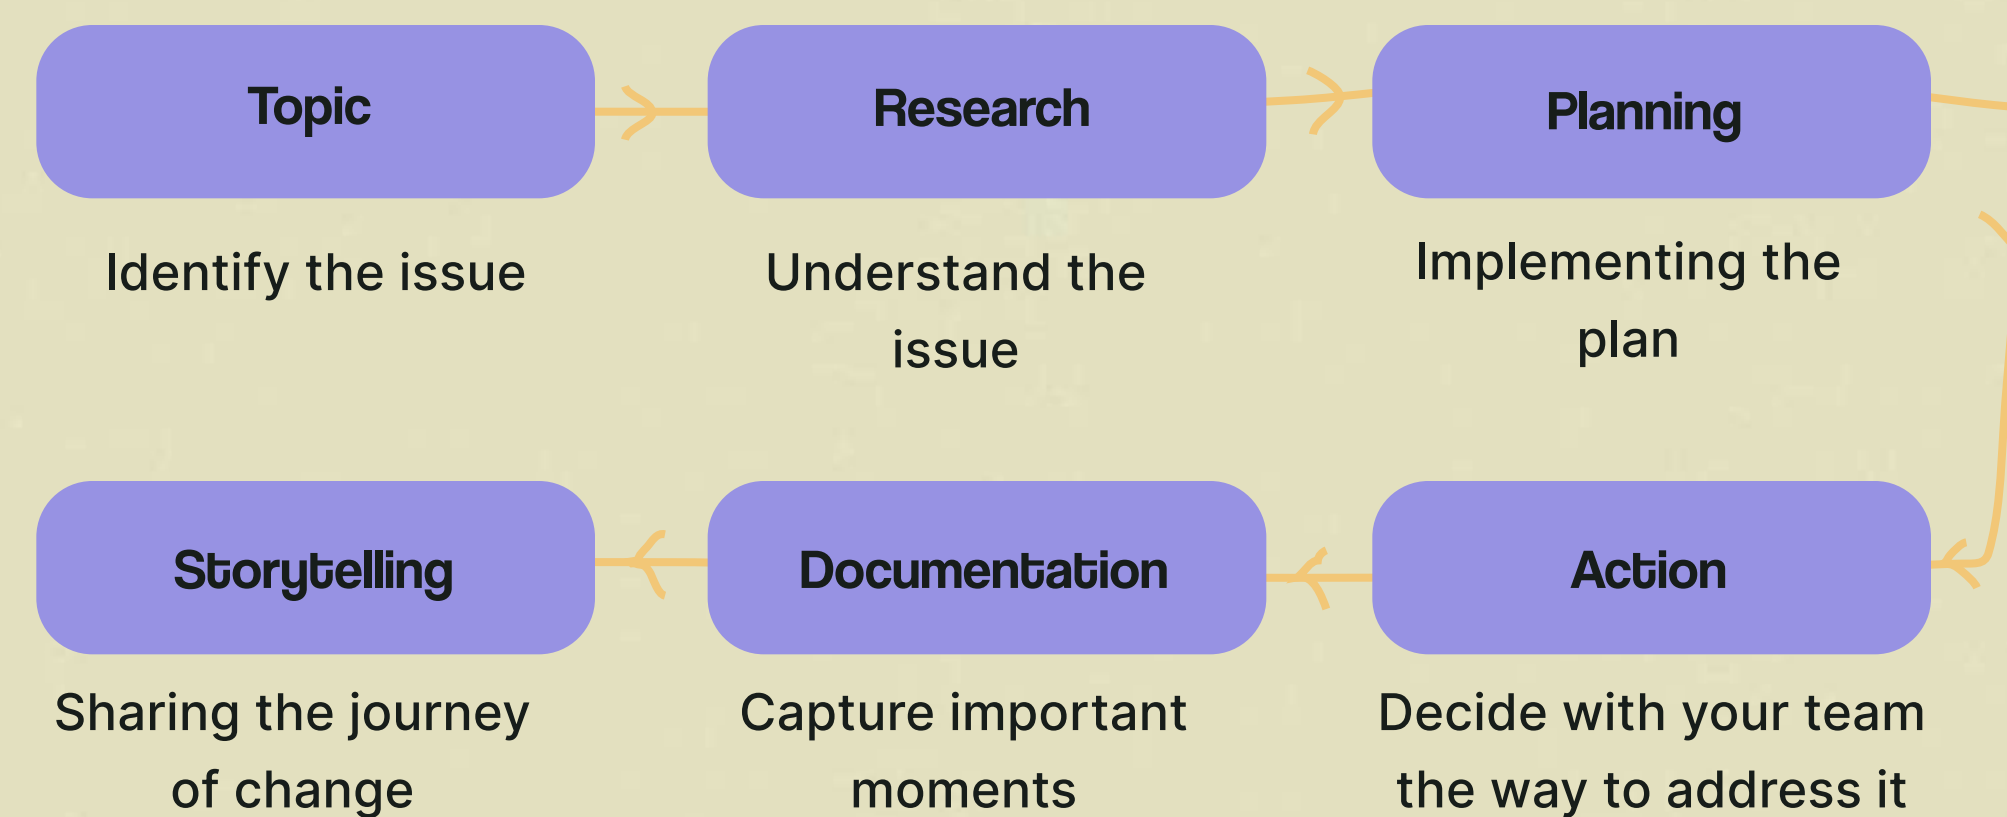 Topic
Research
Planning
Identify the issue
Understand the
issue
Implementing the
plan
Storytelling
Documentation
Action
Sharing the journey
of change
Capture important
moments
Decide with your team
the way to address it